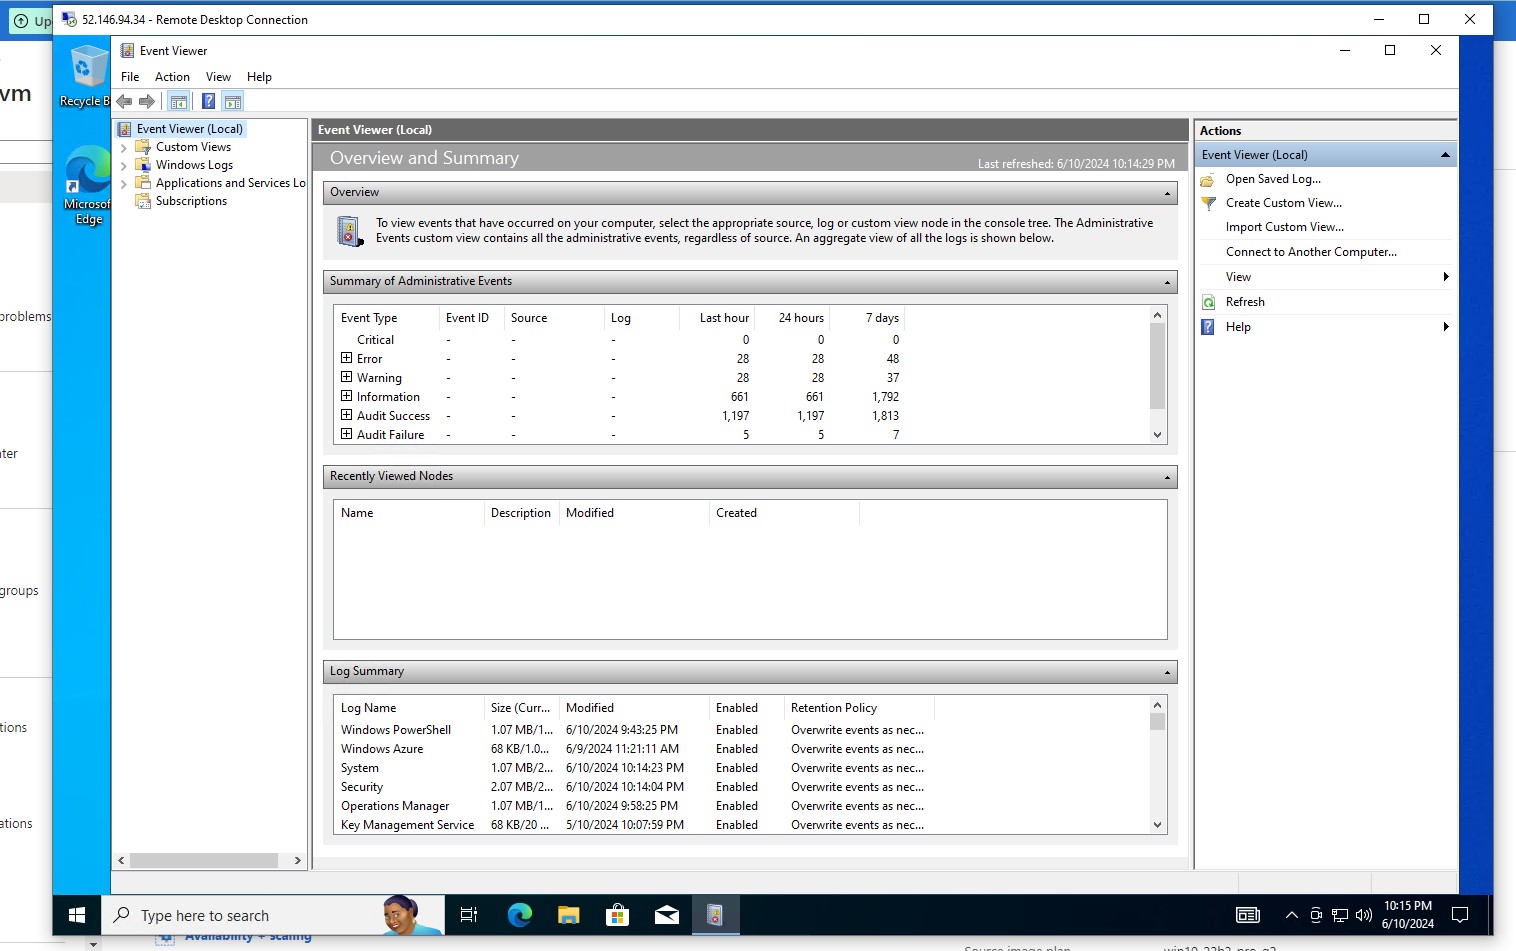 Up
52.146.94.34 - Remote Desktop Connection
vm
problems
groups
Recycle B
Microsof
Edge
Event Viewer
File Action View Help
Event Viewer (Local)
Custom Views
Windows Logs
Applications and Services Lo
Subscriptions
Event Viewer (Local)
Overview and Summary
Last refreshed: 6/10/2024 10:14:29 PM
Overview
To view events that have occurred on your computer, select the appropriate source, log or custom view node in the console tree. The Administrative
Events custom view contains all the administrative events, regardless of source. An aggregate view of all the logs is shown below.
Summary of Administrative Events
Event Type Event ID Source Log Last hour 24 hours 7 days
Critical - - - 0 0 0
Error - - - 28 28 48
Warning - - - 28 28 37
Information - - - 661 661 1,792
Audit Success - - - 1,197 1,197 1,813
Audit Failure - - - 5 5 7
Recently Viewed Nodes
Name Description Modified Created
Log Summary
Log Name Size (Curr... Modified Enabled Retention Policy
Windows PowerShell 1.07 MB/1... 6/10/2024 9:43:25 PM Enabled Overwrite events as nec...
Windows Azure 68 KB/1.0... 6/9/2024 11:21:11 AM Enabled Overwrite events as nec...
System 1.07 MB/2... 6/10/2024 10:14:23 PM Enabled Overwrite events as nec...
Security 2.07 MB/2... 6/10/2024 10:14:04 PM Enabled Overwrite events as nec...
Operations Manager 1.07 MB/1... 6/10/2024 9:58:25 PM Enabled Overwrite events as nec...
Key Management Service 68 KB/20 ... 5/10/2024 10:07:59 PM Enabled Overwrite events as nec...
Actions
Event Viewer (Local)
Open Saved Log...
Create Custom View...
Import Custom View...
Connect to Another Computer...
View
Refresh
Help
Type here to search
10:15 PM
6/10/2024
Availability + scaling
Source image plan